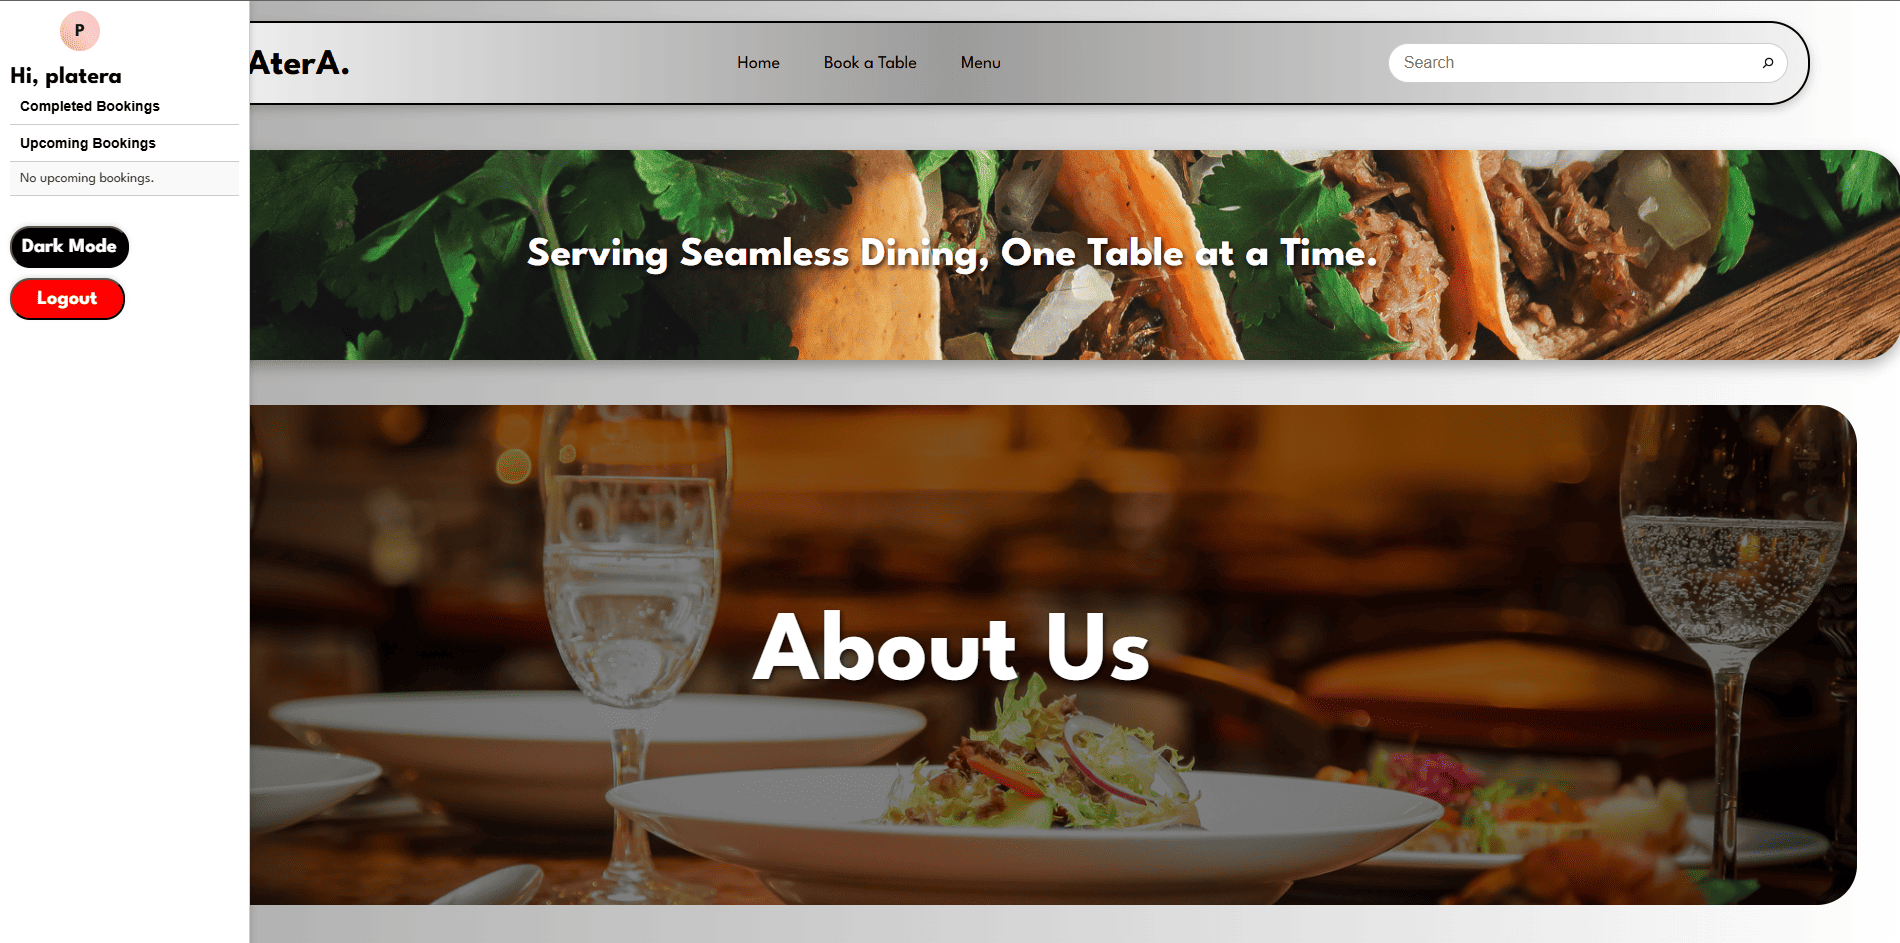 P
Hi, platera
Completed Bookings
Upcoming Bookings
No upcoming bookings.
Dark Mode
Logout
AterA.
Home
Book a Table
Menu
Search
Serving Seamless Dining, One Table at a Time.
About Us